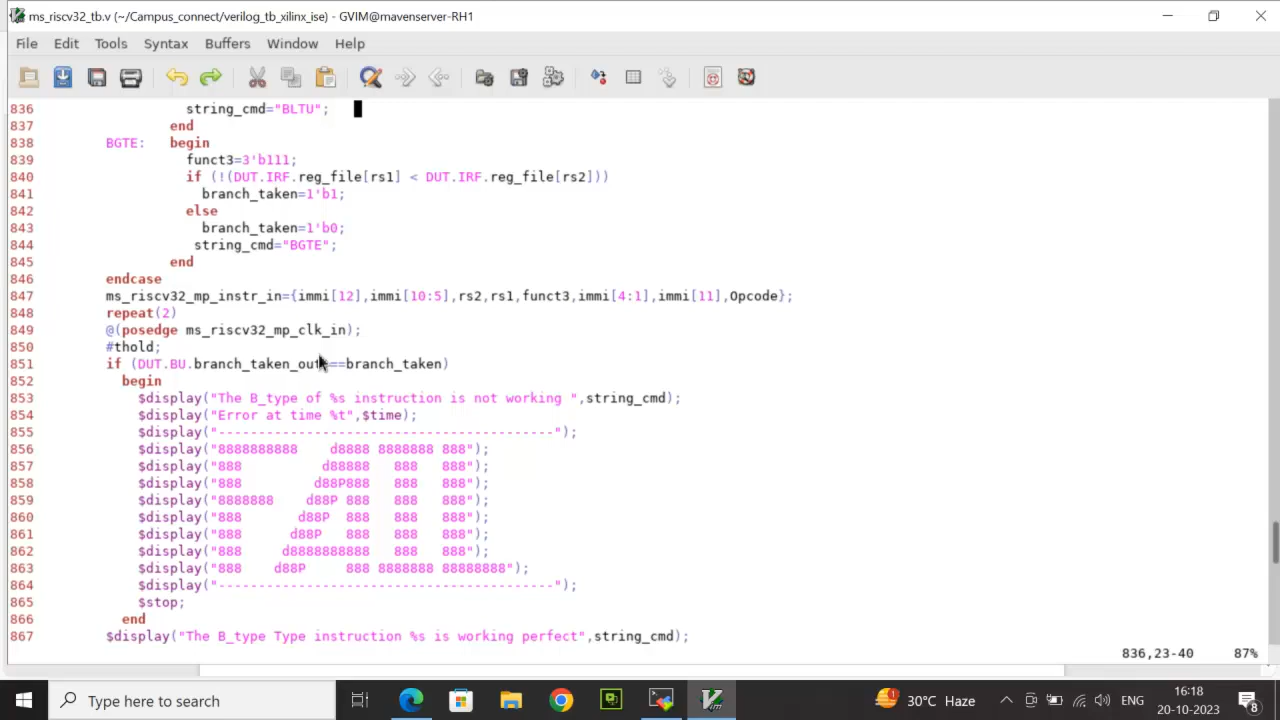 ms_riscv32_tb.v (~/Campus_connect/verilog_tb_xilinx_ise) - GVIM@mavenserver-RH1
File Edit Tools Syntax Buffers Window Help
836 string_cmd="BLTU";
837 end
838 BGTE: begin
839 funct3=3'b111;
840 if (!(DUT.IRF.reg_file[rs1] < DUT.IRF.reg_file[rs2]))
841 branch_taken=1'b1;
842 else
843 branch_taken=1'b0;
844 string_cmd="BGTE";
845 end
846 endcase
847 ms_riscv32_mp_instr_in={immi[12],immi[10:5],rs2,rs1,funct3,immi[4:1],immi[11],Opcode};
848 repeat(2)
849 @(posedge ms_riscv32_mp_clk_in);
850 #thold;
851 if (DUT.BU.branch_taken_out==branch_taken)
852 begin
853 $display("The B_type of %s instruction is not working ",string_cmd);
854 $display("Error at time %t",$time);
855 $display("------------------------------------------");
856 $display("8888888888    d8888 8888888 888");
857 $display("888          d88888   888   888");
858 $display("888         d88P888   888   888");
859 $display("8888888    d88P 888   888   888");
860 $display("888       d88P  888   888   888");
861 $display("888      d88P   888   888   888");
862 $display("888     d8888888888   888   888");
863 $display("888    d88P     888 8888888 88888888");
864 $display("------------------------------------------");
865 $stop;
866 end
867 $display("The B_type Type instruction %s is working perfect",string_cmd);
836,23-40 87%
Type here to search
1
30°C Haze
ENG
16:18
20-10-2023
8